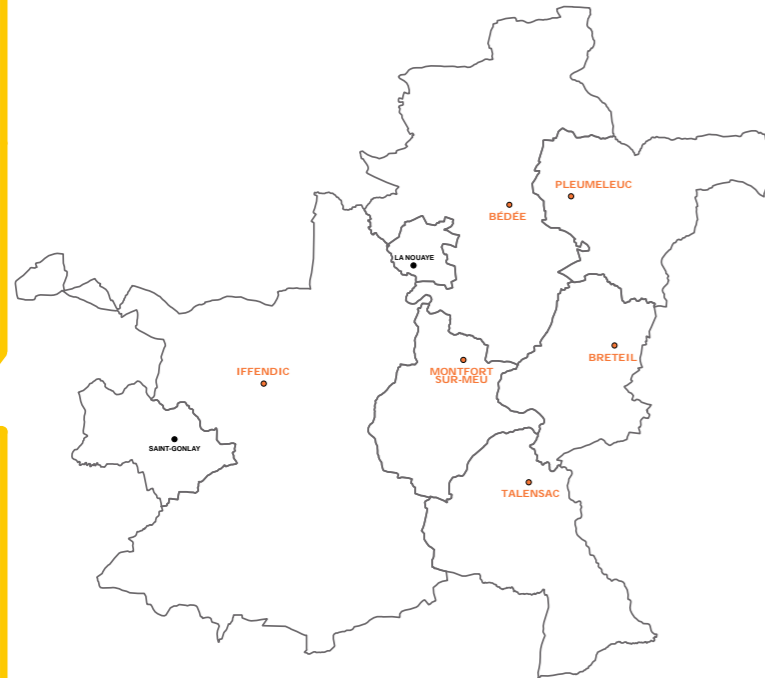 PLEUMELEUC
BÉDÉE
LA NOUAYE
BRETEIL
IFFENDIC
MONTFORT
SUR-MEU
SAINT-GONLAY
TALENSAC